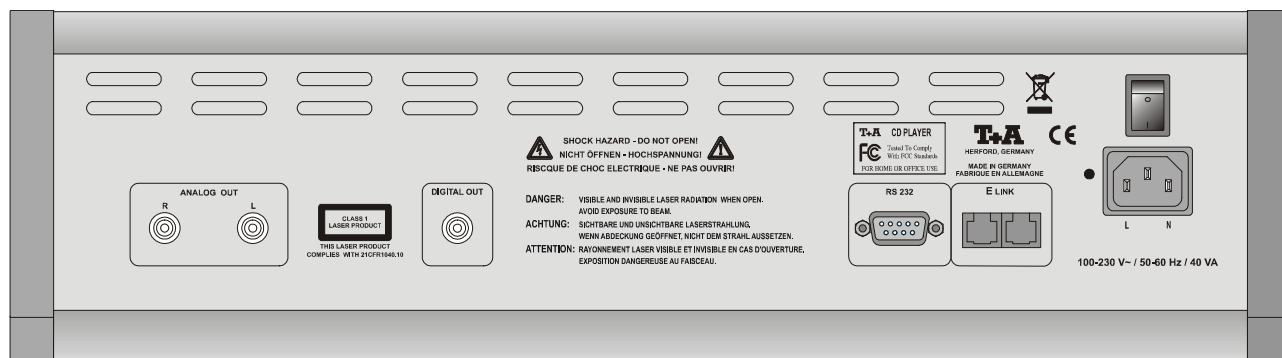 SHOCK HAZARD - DO NOT OPEN!
NICHT ÖFFNEN - HOCHSPANNUNG!
RISCQUE DE CHOC ELECTRIQUE - NE PAS OUVRIR!
T+A CD PLAYER
FC Tested To Comply
With FCC Standards
FOR HOME OR OFFICE USE
T+A
HERFORD, GERMANY
MADE IN GERMANY
FABRIQUE EN ALLEMAGNE
CE
ANALOG OUT
R L
CLASS 1
LASER PRODUCT
THIS LASER PRODUCT
COMPLIES WITH 21CFR1040.10
DIGITAL OUT
DANGER: VISIBLE AND INVISIBLE LASER RADIATION WHEN OPEN.
AVOID EXPOSURE TO BEAM.
ACHTUNG: SICHTBARE UND UNSICHTBARE LASERSTRAHLUNG,
WENN ABDECKUNG GEÖFFNET, NICHT DEM STRAHL AUSSETZEN.
ATTENTION: RAYONNEMENT LASER VISIBLE ET INVISIBLE EN CAS D'OUVERTURE,
EXPOSITION DANGEREUSE AU FAISCEAU.
RS 232
E LINK
L N
100-230 V~ / 50-60 Hz / 40 VA